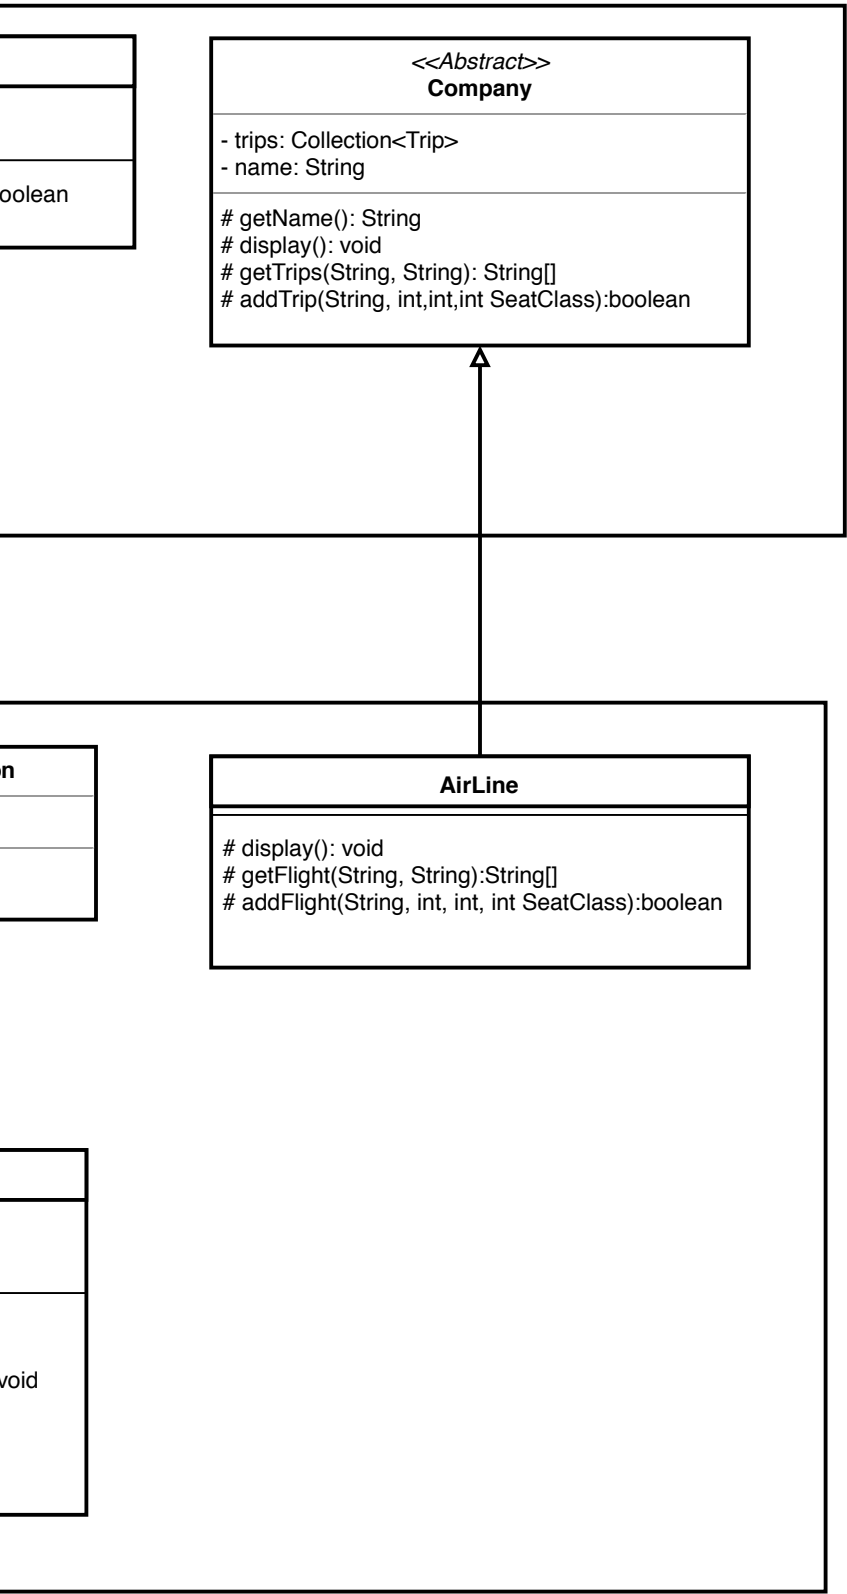 <<Abstract>>
Company
- trips: Collection<Trip>
- name: String
oolean
# getName(): String
# display(): void
# getTrips(String, String): String[]
# addTrip(String, int,int,int SeatClass):boolean
on
AirLine
# display(): void
# getFlight(String, String):String[]
# addFlight(String, int, int, int SeatClass):boolean
void